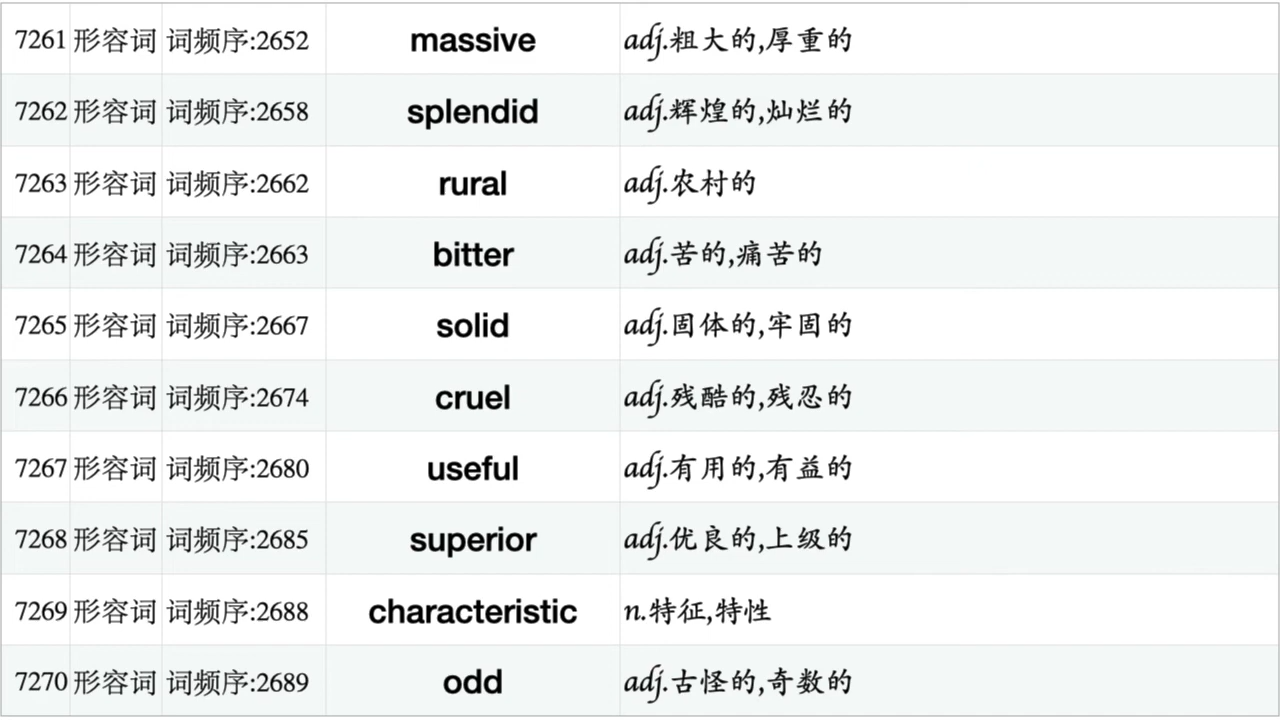 7261 形容词 词频序:2652 massive adj.粗大的,厚重的
7262 形容词 词频序:2658 splendid adj.辉煌的,灿烂的
7263 形容词 词频序:2662 rural adj.农村的
7264 形容词 词频序:2663 bitter adj.苦的,痛苦的
7265 形容词 词频序:2667 solid adj.固体的,牢固的
7266 形容词 词频序:2674 cruel adj.残酷的,残忍的
7267 形容词 词频序:2680 useful adj.有用的,有益的
7268 形容词 词频序:2685 superior adj.优良的,上级的
7269 形容词 词频序:2688 characteristic n.特征,特性
7270 形容词 词频序:2689 odd adj.古怪的,奇数的